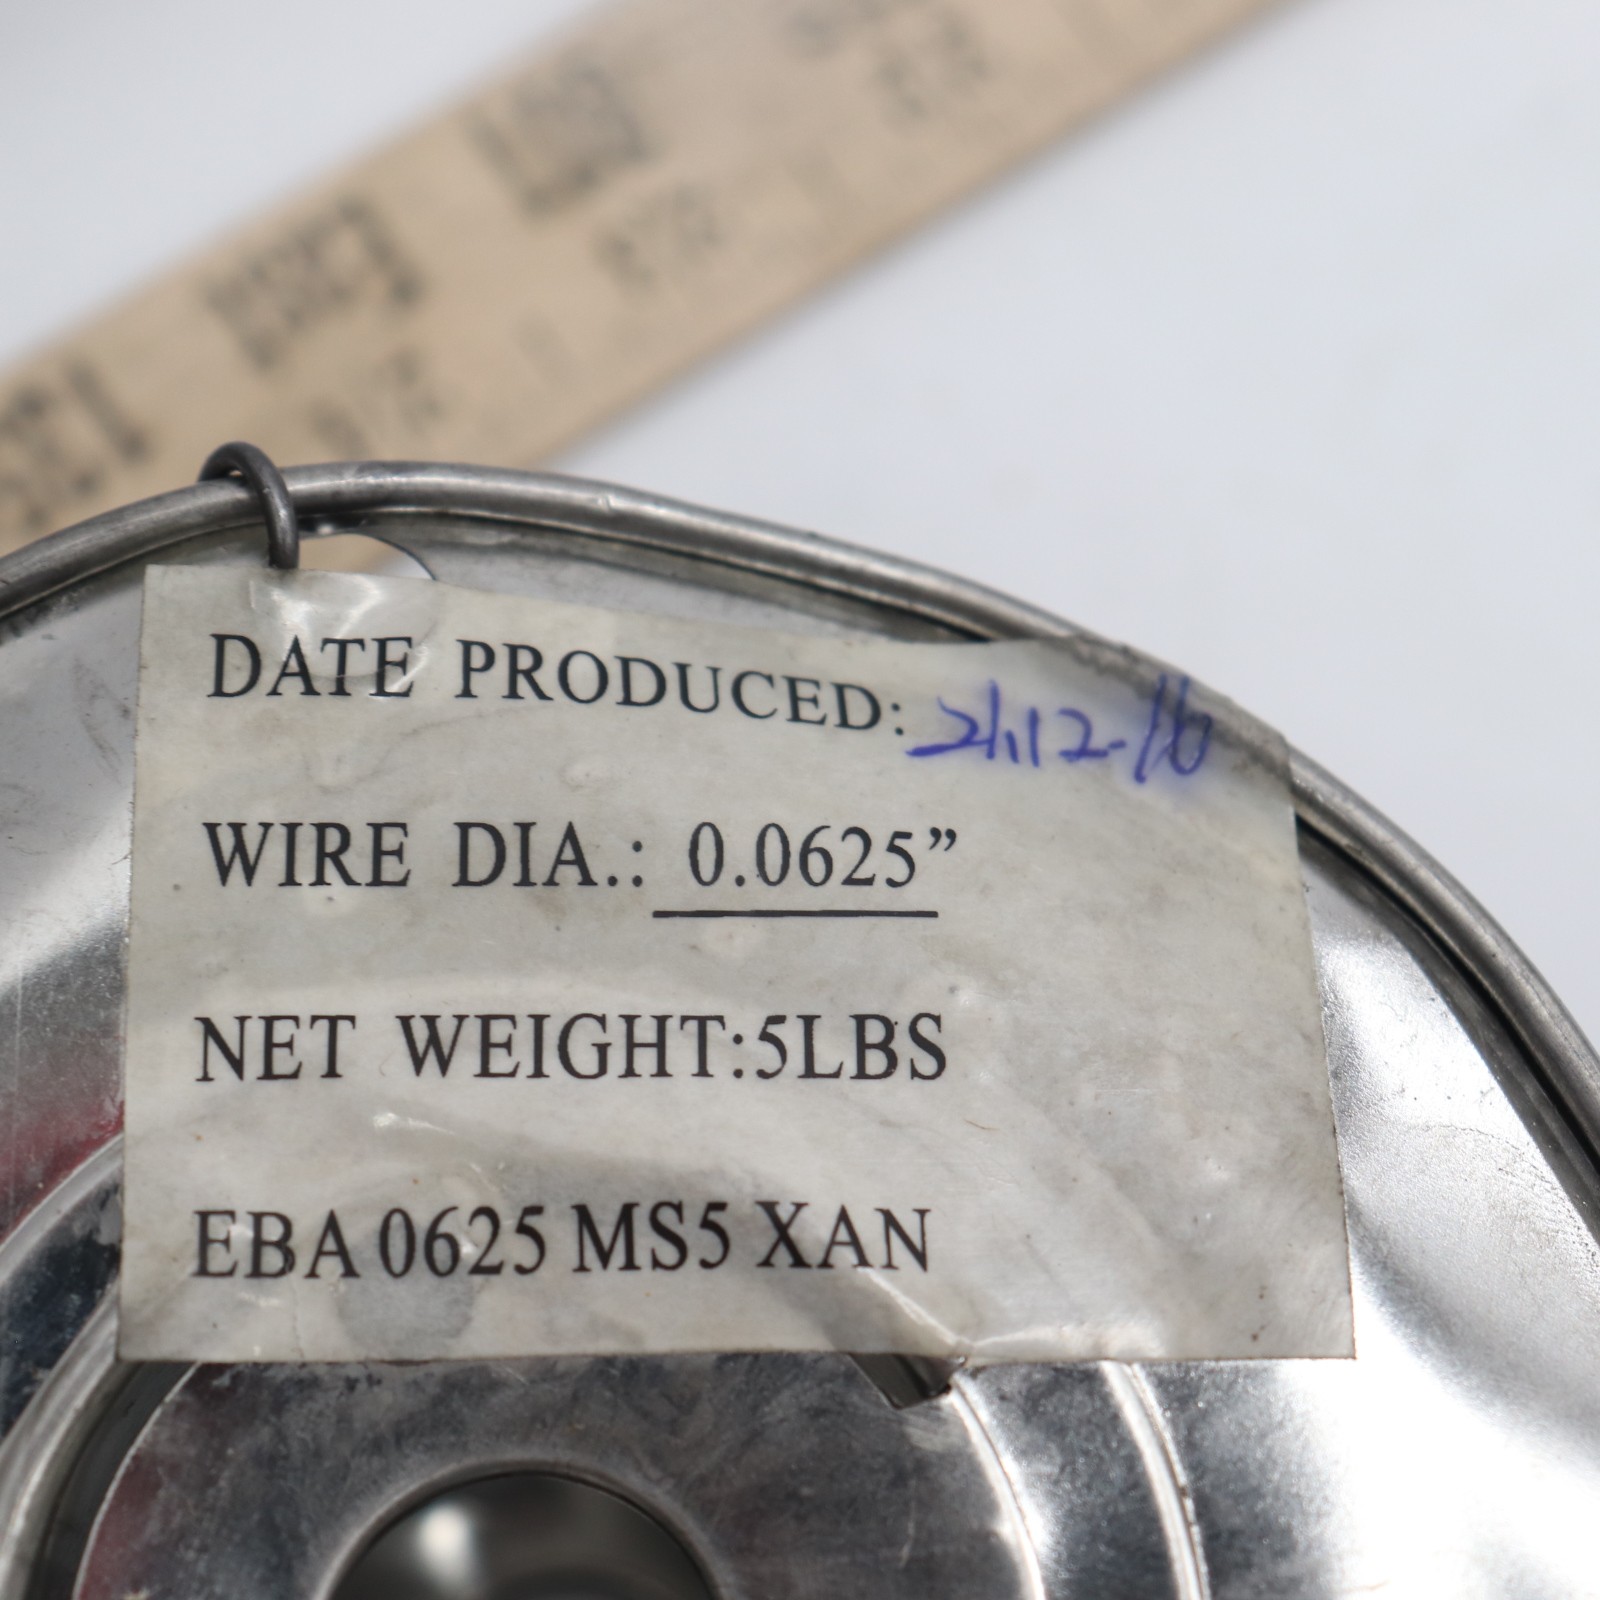 DATE PRODUCED: 21.12-16
WIRE DIA.: 0.0625”
NET WEIGHT:5LBS
EBA 0625 MS5 XAN